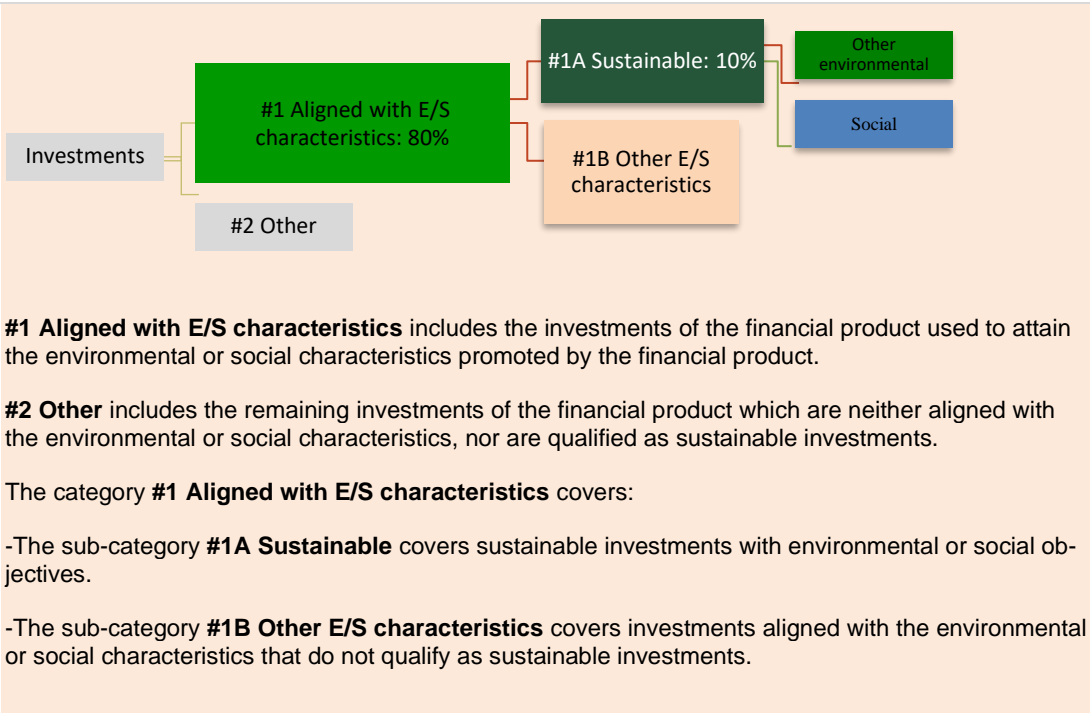 Investments
#1 Aligned with E/S
characteristics: 80%
#2 Other
#1A Sustainable: 10%
#1B Other E/S
characteristics
Other
environmental
Social
#1 Aligned with E/S characteristics includes the investments of the financial product used to attain
the environmental or social characteristics promoted by the financial product.
#2 Other includes the remaining investments of the financial product which are neither aligned with
the environmental or social characteristics, nor are qualified as sustainable investments.
The category #1 Aligned with E/S characteristics covers:
-The sub-category #1A Sustainable covers sustainable investments with environmental or social ob-
jectives.
-The sub-category #1B Other E/S characteristics covers investments aligned with the environmental
or social characteristics that do not qualify as sustainable investments.